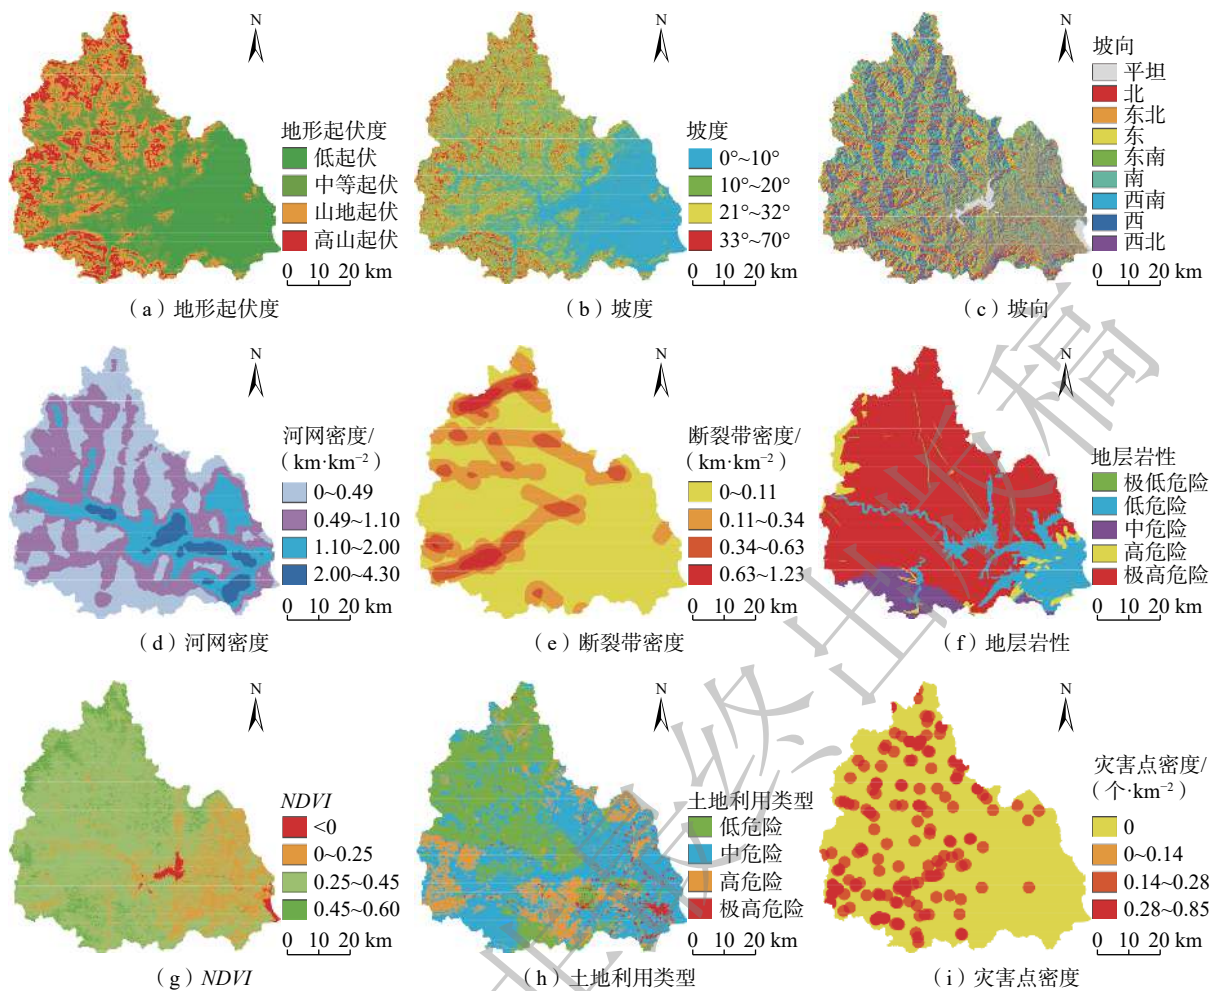 N
地形起伏度
低起伏
中等起伏
山地起伏
高山起伏
0 10 20 km
（a）地形起伏度
N
坡度
0°~10°
10°~20°
21°~32°
33°~70°
0 10 20 km
（b）坡度
N
坡向
平坦
北
东北
东
东南
南
西南
西
西北
0 10 20 km
（c）坡向
N
河网密度/
（km·km⁻²）
0~0.49
0.49~1.10
1.10~2.00
2.00~4.30
0 10 20 km
（d）河网密度
N
断裂带密度/
（km·km⁻²）
0~0.11
0.11~0.34
0.34~0.63
0.63~1.23
0 10 20 km
（e）断裂带密度
N
地层岩性
极低危险
低危险
中危险
高危险
极高危险
0 10 20 km
（f）地层岩性
N
NDVI
<0
0~0.25
0.25~0.45
0.45~0.60
0 10 20 km
（g）NDVI
N
土地利用类型
低危险
中危险
高危险
极高危险
0 10 20 km
（h）土地利用类型
N
灾害点密度/
（个·km⁻²）
0
0~0.14
0.14~0.28
0.28~0.85
0 10 20 km
（i）灾害点密度
最终出版稿